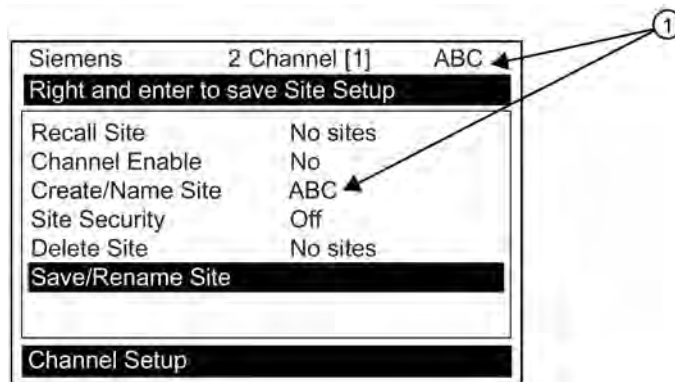 1
Siemens 2 Channel [1] ABC
Right and enter to save Site Setup
Recall Site No sites
Channel Enable No
Create/Name Site ABC
Site Security Off
Delete Site No sites
Save/Rename Site
Channel Setup